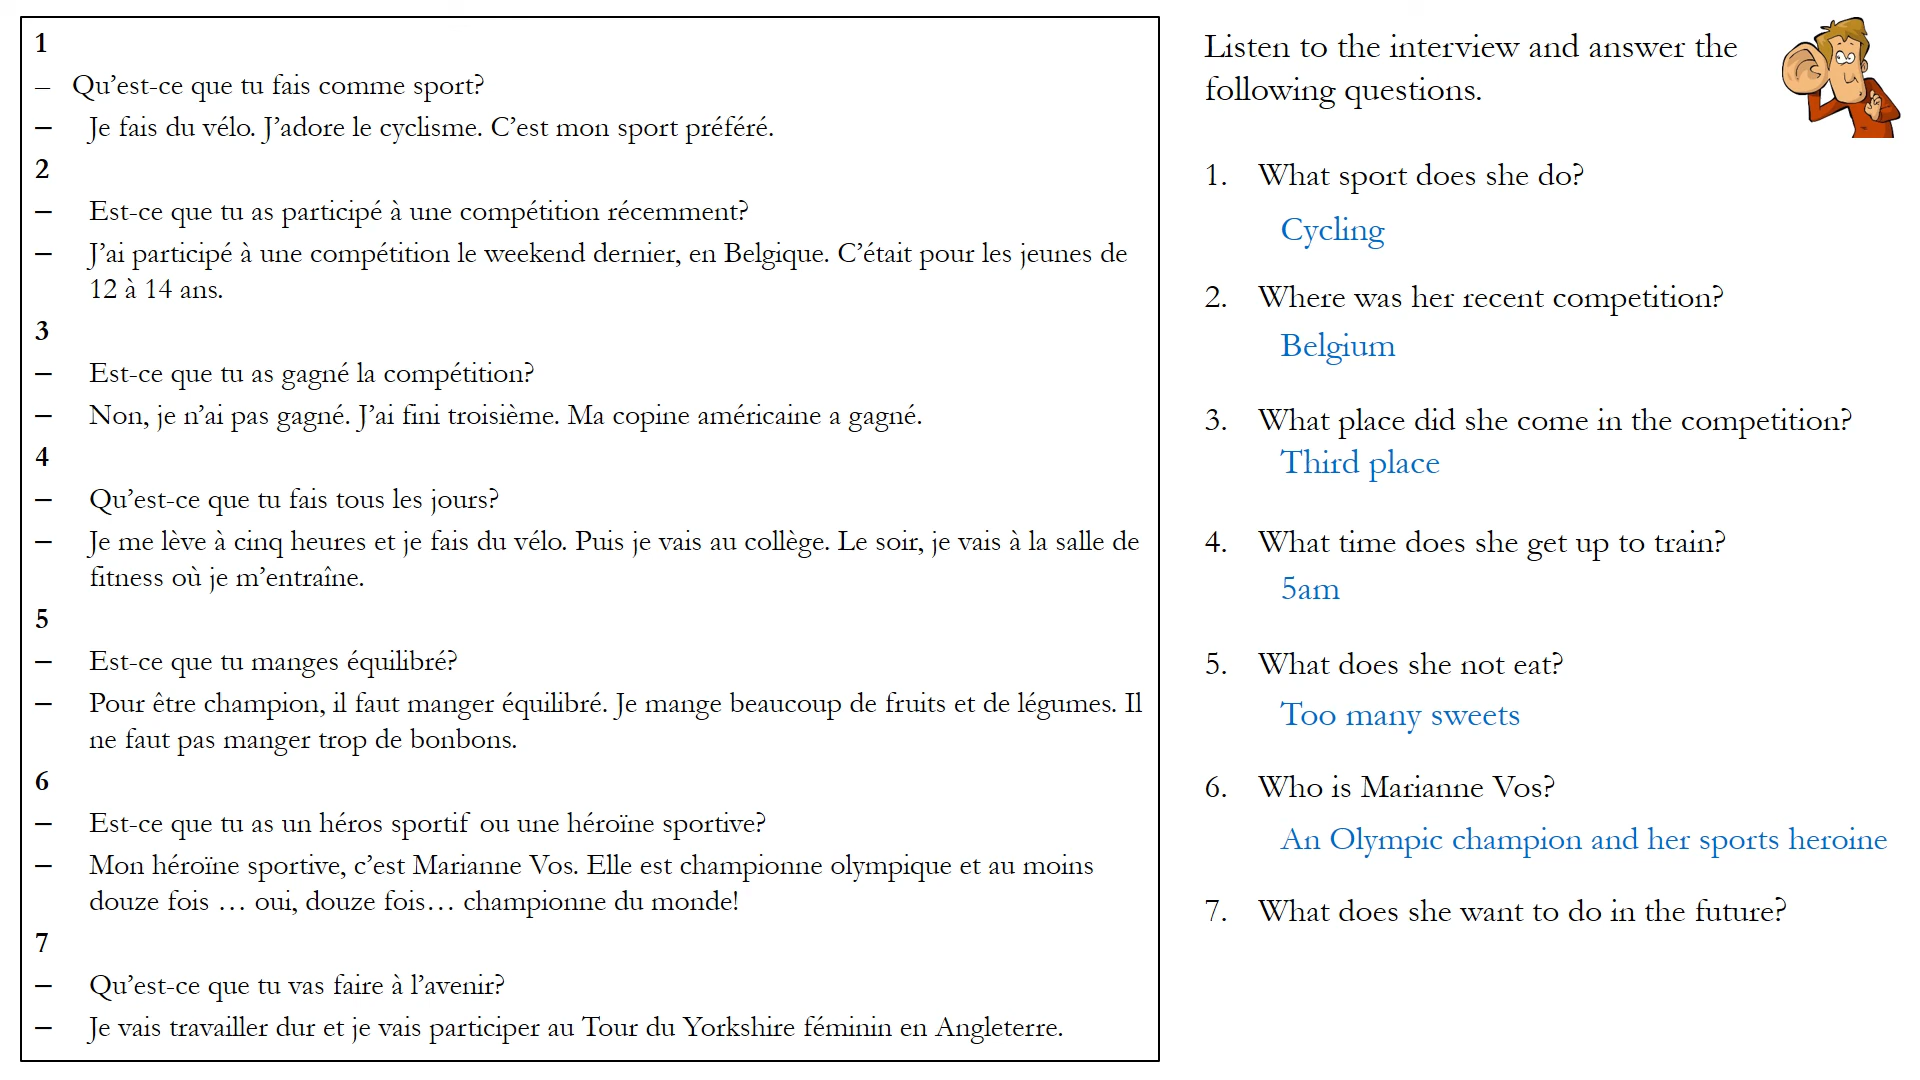 1
– Qu’est-ce que tu fais comme sport?
– Je fais du vélo. J’adore le cyclisme. C’est mon sport préféré.
2
– Est-ce que tu as participé à une compétition récemment?
– J’ai participé à une compétition le weekend dernier, en Belgique. C’était pour les jeunes de
12 à 14 ans.
3
– Est-ce que tu as gagné la compétition?
– Non, je n’ai pas gagné. J’ai fini troisième. Ma copine américaine a gagné.
4
– Qu’est-ce que tu fais tous les jours?
– Je me lève à cinq heures et je fais du vélo. Puis je vais au collège. Le soir, je vais à la salle de
fitness où je m’entraîne.
5
– Est-ce que tu manges équilibré?
– Pour être champion, il faut manger équilibré. Je mange beaucoup de fruits et de légumes. Il
ne faut pas manger trop de bonbons.
6
– Est-ce que tu as un héros sportif ou une héroïne sportive?
– Mon héroïne sportive, c’est Marianne Vos. Elle est championne olympique et au moins
douze fois … oui, douze fois… championne du monde!
7
– Qu’est-ce que tu vas faire à l’avenir?
– Je vais travailler dur et je vais participer au Tour du Yorkshire féminin en Angleterre.
Listen to the interview and answer the
following questions.
1. What sport does she do?
Cycling
2. Where was her recent competition?
Belgium
3. What place did she come in the competition?
Third place
4. What time does she get up to train?
5am
5. What does she not eat?
Too many sweets
6. Who is Marianne Vos?
An Olympic champion and her sports heroine
7. What does she want to do in the future?